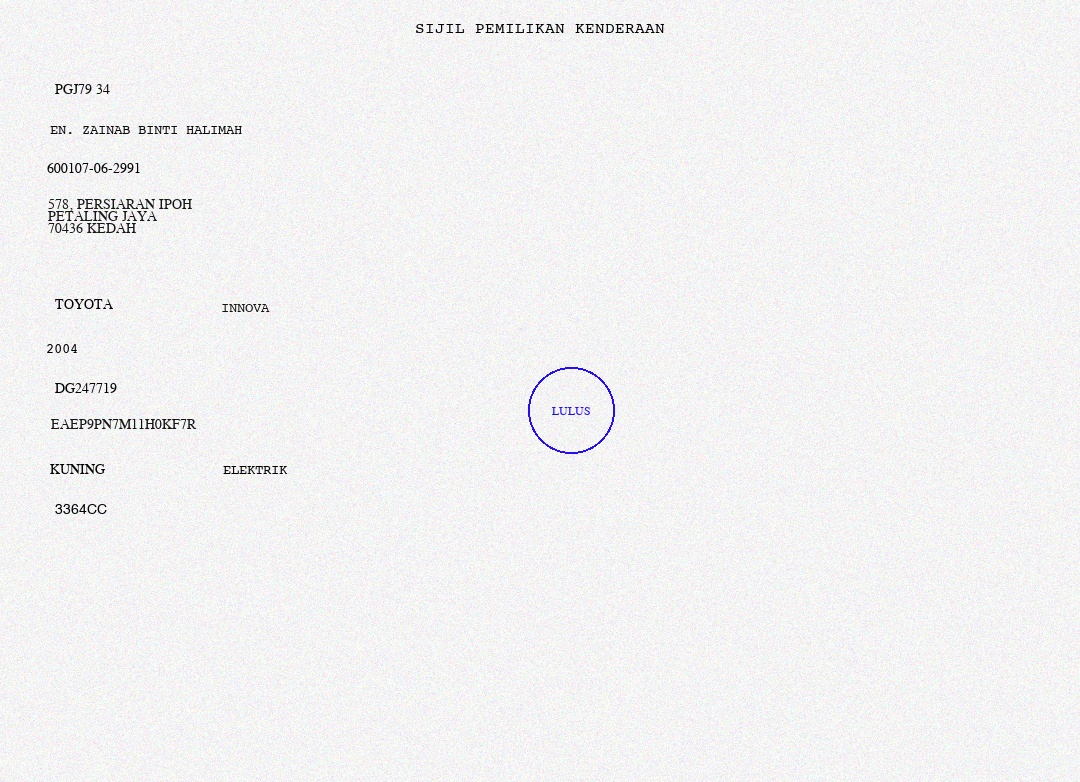 SIJIL PEMILIKAN KENDERAAN
PGJ79 34
EN. ZAINAB BINTI HALIMAH
600107-06-2991
578, PERSIARAN IPOH
PETALING JAYA
70436 KEDAH
TOYOTA INNOVA
2004
DG247719
EAEP9PN7M11H0KF7R
KUNING ELEKTRIK
3364CC
LULUS